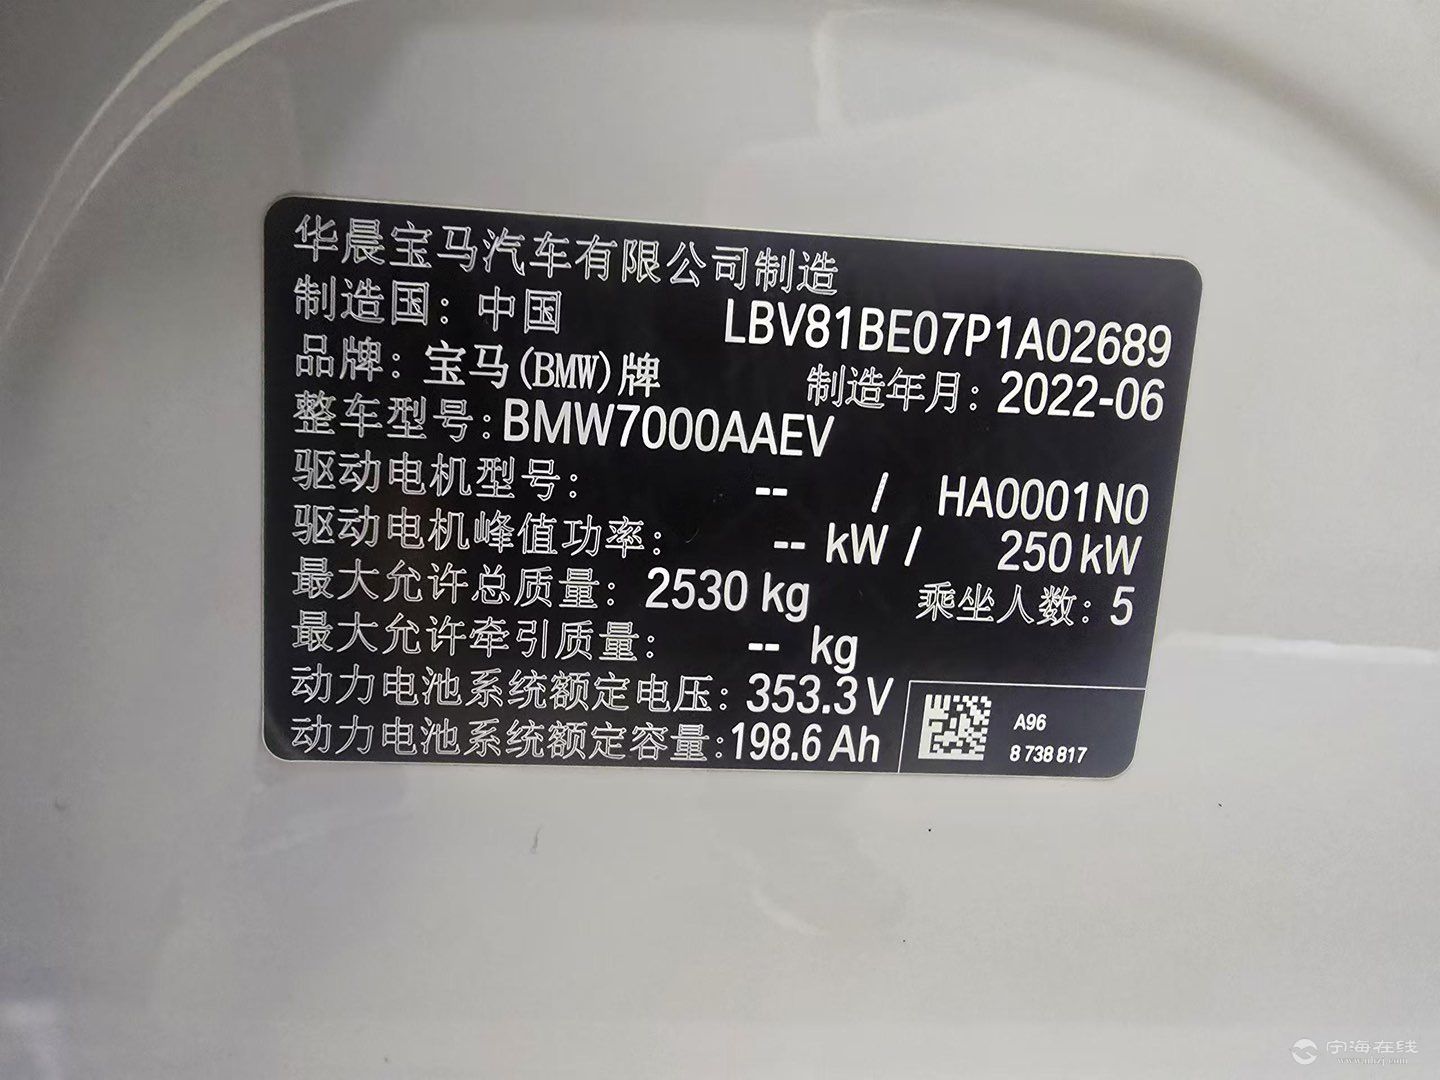 华晨宝马汽车有限公司制造
制造国：中国
LBV81BE07P1A02689
品牌：宝马(BMW)牌
制造年月：2022-06
整车型号：BMW7000AAEV
驱动电机型号： -- / HA0001N0
驱动电机峰值功率： -- kW / 250 kW
最大允许总质量：2530 kg
乘坐人数：5
最大允许牵引质量： -- kg
动力电池系统额定电压：353.3 V
动力电池系统额定容量：198.6 Ah
A96
8 738 817
宁海在线